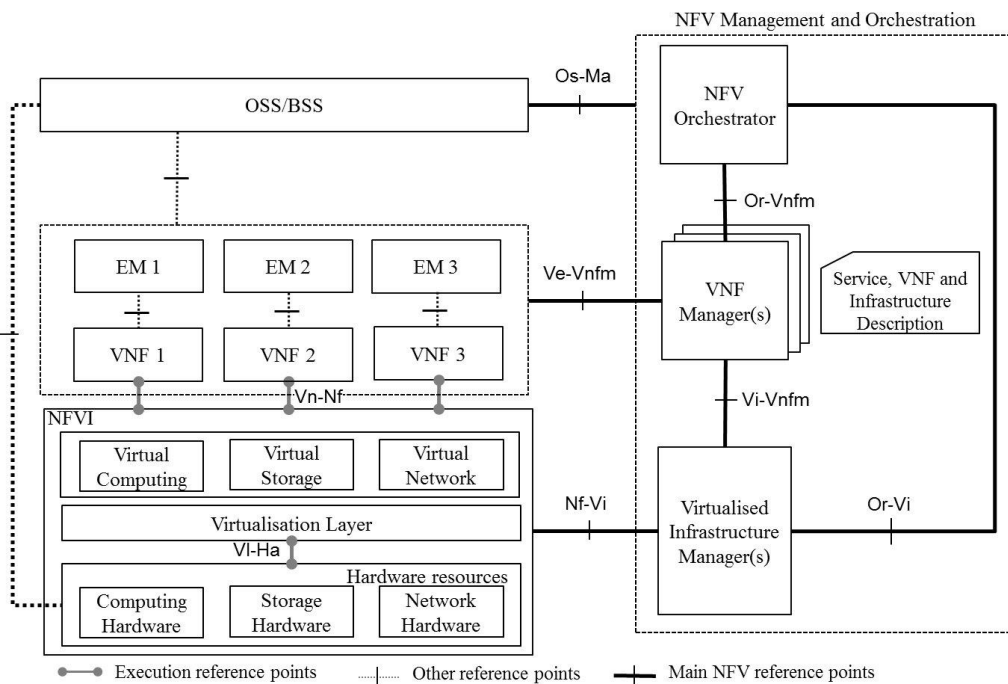 NFV Management and Orchestration
Os-Ma
OSS/BSS
NFV
Orchestrator
Or-Vnfm
EM 1
EM 2
EM 3
Ve-Vnfm
VNF
Manager(s)
Service, VNF and
Infrastructure
Description
VNF 1
VNF 2
VNF 3
Vn-Nf
Vi-Vnfm
NFVI
Virtual
Computing
Virtual
Storage
Virtual
Network
Nf-Vi
Virtualised
Infrastructure
Manager(s)
Or-Vi
Virtualisation Layer
Vl-Ha
Hardware resources
Computing
Hardware
Storage
Hardware
Network
Hardware
Execution reference points
Other reference points
Main NFV reference points